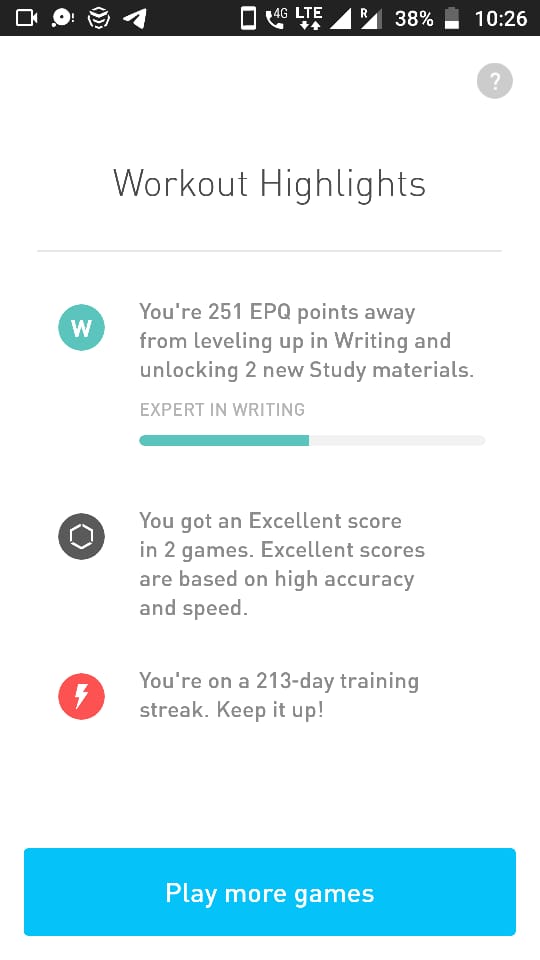 4G LTE R 38% 10:26
?
Workout Highlights
W
You're 251 EPQ points away
from leveling up in Writing and
unlocking 2 new Study materials.
EXPERT IN WRITING
You got an Excellent score
in 2 games. Excellent scores
are based on high accuracy
and speed.
You're on a 213-day training
streak. Keep it up!
Play more games